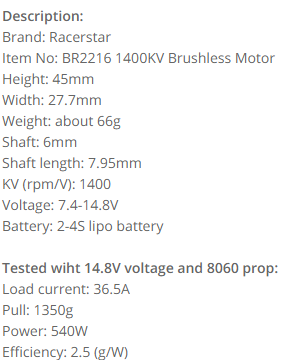 Description:
Brand: Racerstar
Item No: BR2216 1400KV Brushless Motor
Height: 45mm
Width: 27.7mm
Weight: about 66g
Shaft: 6mm
Shaft length: 7.95mm
KV (rpm/V): 1400
Voltage: 7.4-14.8V
Battery: 2-4S lipo battery

Tested wiht 14.8V voltage and 8060 prop:
Load current: 36.5A
Pull: 1350g
Power: 540W
Efficiency: 2.5 (g/W)